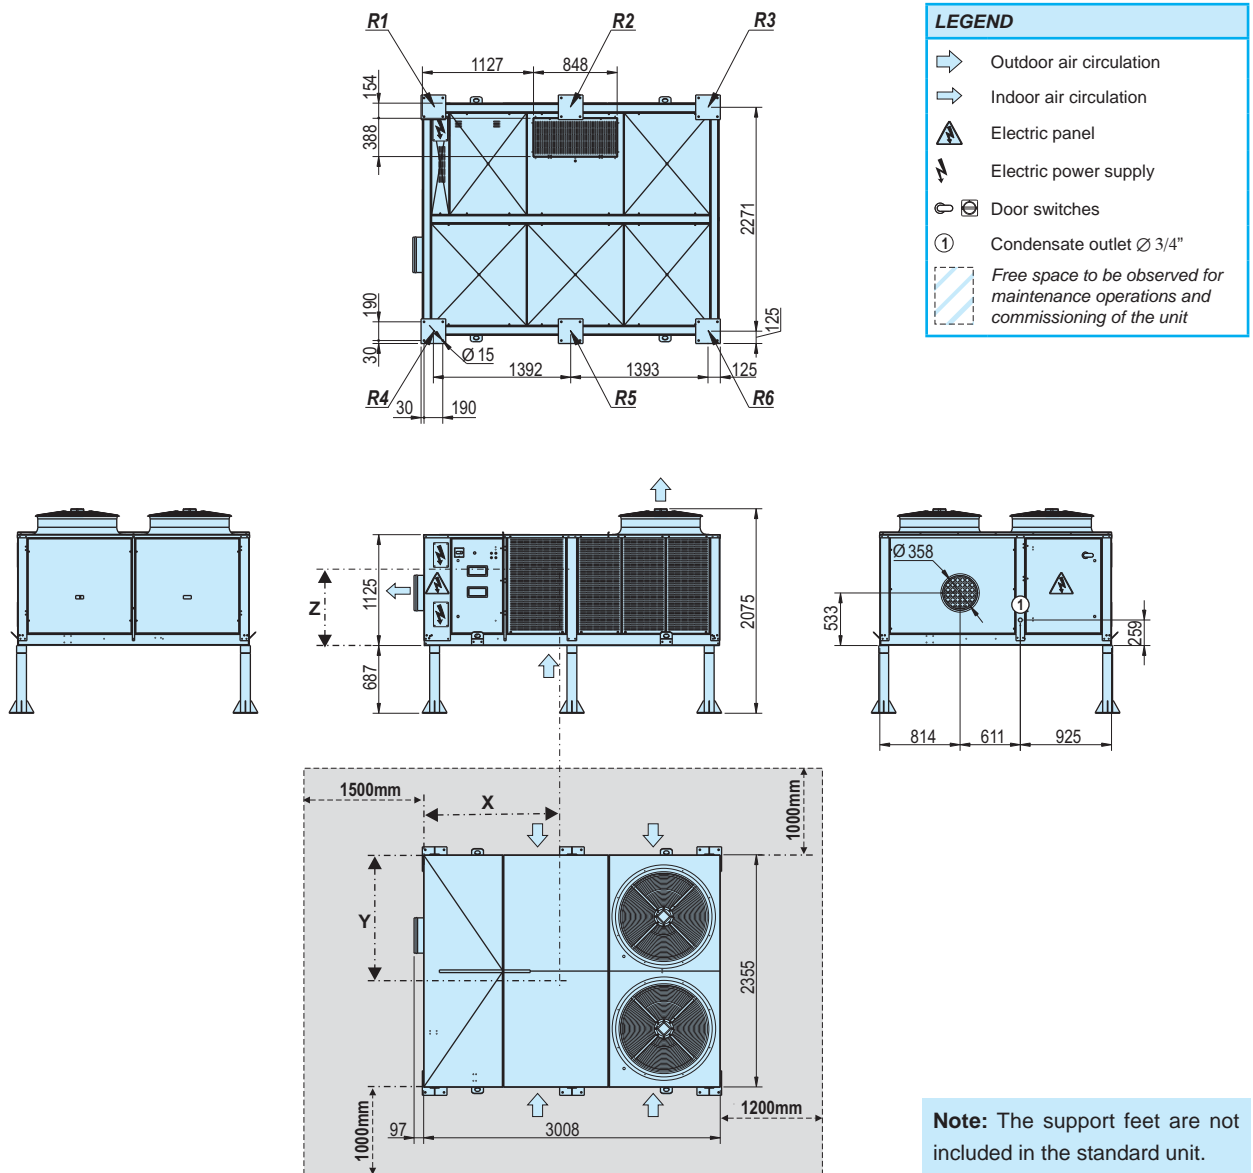 R1
R2
R3
1127
848
154
388
2271
190
30
Ø 15
125
1392
1393
125
R4
R5
R6
30
190
LEGEND
Outdoor air circulation
Indoor air circulation
Electric panel
Electric power supply
Door switches
1 Condensate outlet Ø 3/4"
Free space to be observed for
maintenance operations and
commissioning of the unit
Z
1125
687
2075
Ø 358
1
533
259
814
611
925
1500mm
X
1000mm
Y
2355
1200mm
97
3008
1000mm
Note: The support feet are not
included in the standard unit.